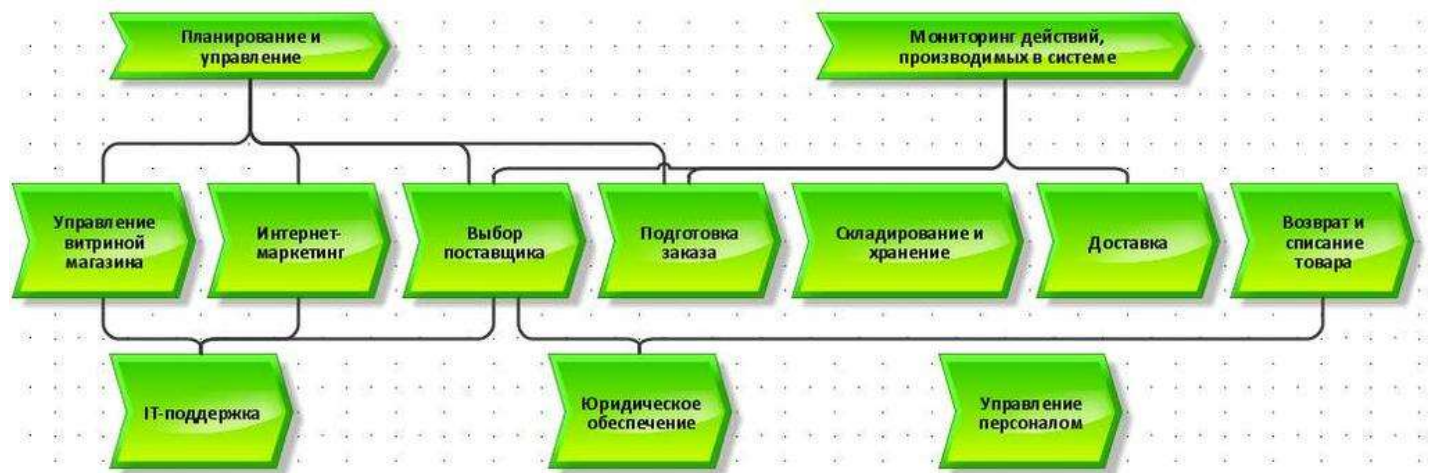 Планирование и
управление
Мониторинг действий,
производимых в системе
Управление
витриной
магазина
Интернет-
маркетинг
Выбор
поставщика
Подготовка
заказа
Складирование и
хранение
Доставка
Возврат и
списание
товара
IT-поддержка
Юридическое
обеспечение
Управление
персоналом